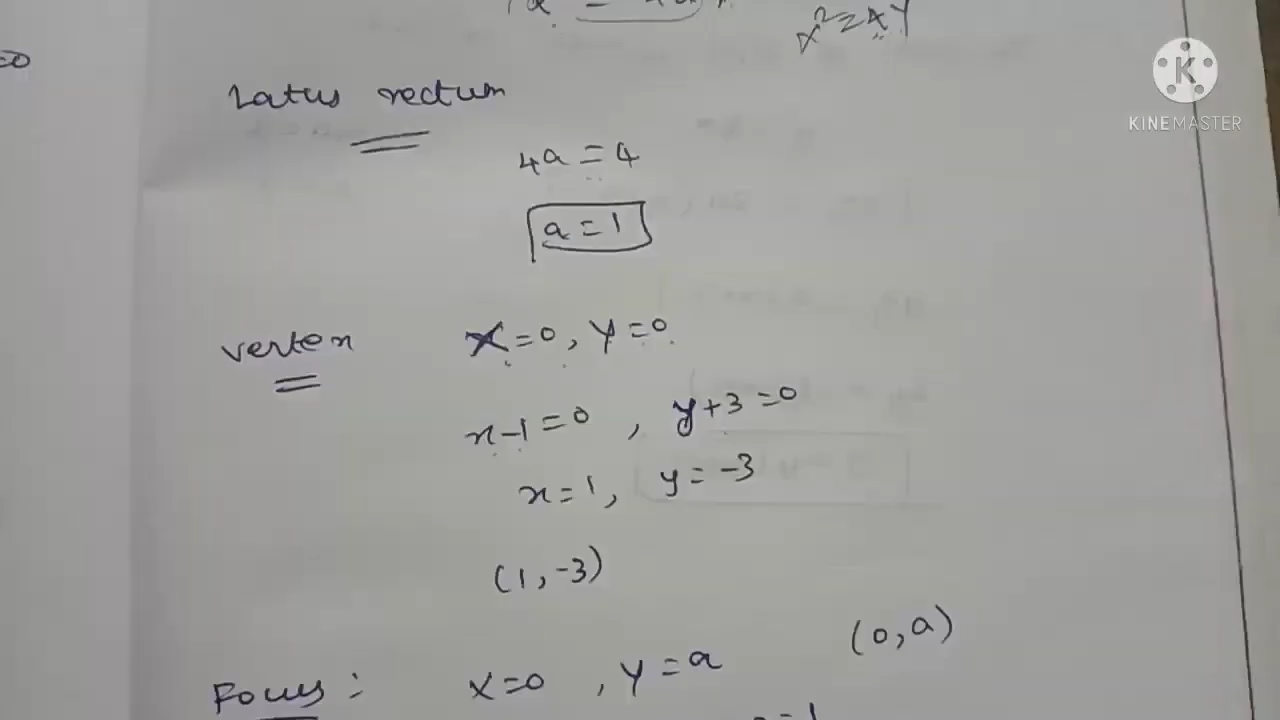 x²=4Y
=0
Latus rectum
4a = 4
a = 1
K
KINEMASTER
vertex X=0, Y=0
x-1=0, y+3=0
x=1, y=-3
(1,-3)
(0,a)
Focus: X=0, Y=a